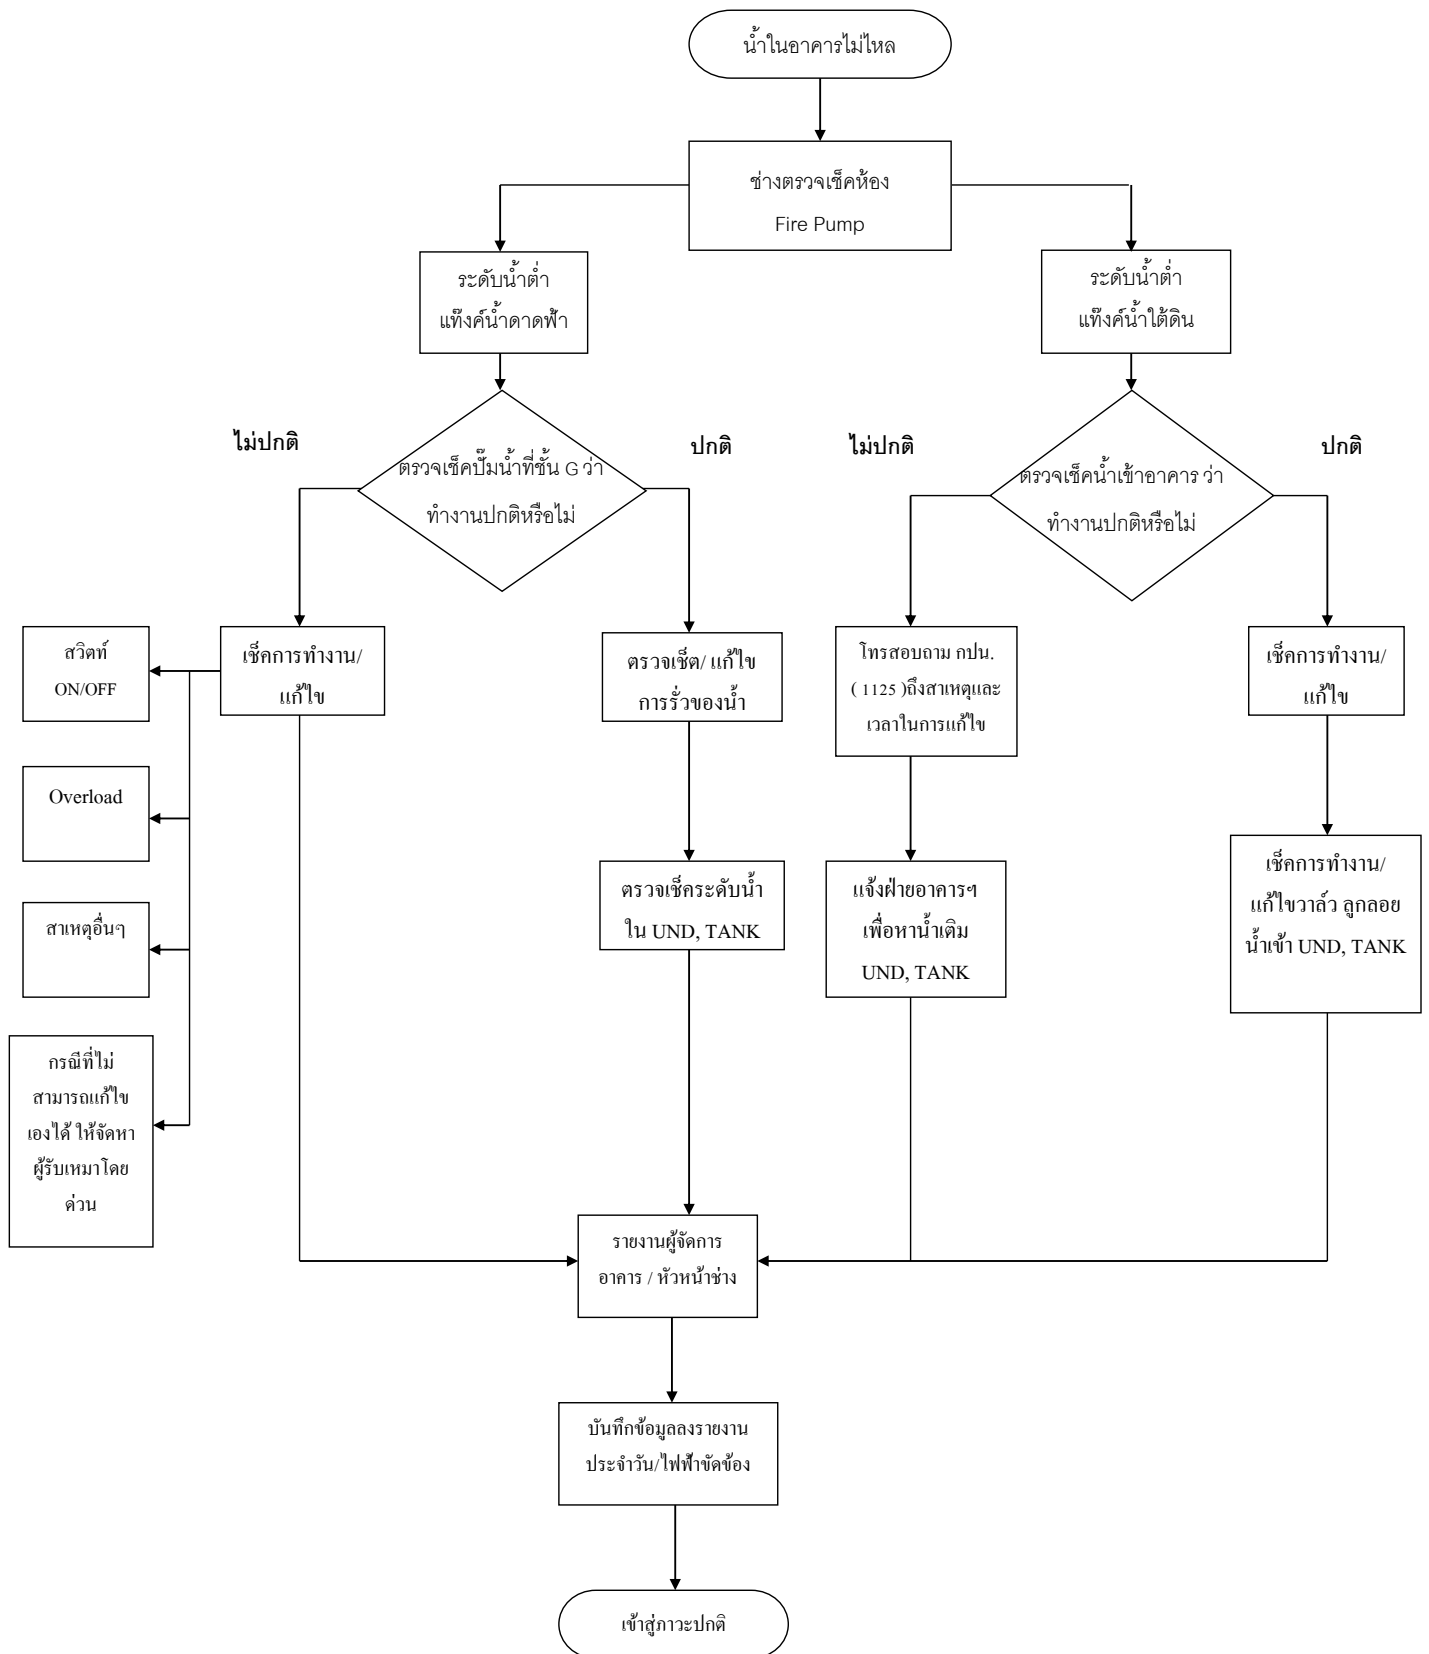 น้ำในอาคารไม่ไหล
ช่างตรวจเช็คห้อง
Fire Pump
ระดับน้ำต่ำ
แท๊งค์น้ำดาดฟ้า
ระดับน้ำต่ำ
แท๊งค์น้ำใต้ดิน
ไม่ปกติ
ปกติ
ไม่ปกติ
ปกติ
ตรวจเช็คปั๊มน้ำที่ชั้น G ว่า
ทำงานปกติหรือไม่
ตรวจเช็คน้ำเข้าอาคาร ว่า
ทำงานปกติหรือไม่
สวิตท์
ON/OFF
เช็คการทำงาน/
แก้ไข
ตรวจเช็ต/ แก้ไข
การรั่วของน้ำ
โทรสอบถาม กปน.
( 1125 )ถึงสาเหตุและ
เวลาในการแก้ไข
เช็คการทำงาน/
แก้ไข
Overload
ตรวจเช็คระดับน้ำ
ใน UND, TANK
แจ้งฝ่ายอาคารฯ
เพื่อหาน้ำเติม
UND, TANK
เช็คการทำงาน/
แก้ไขวาล์ว ลูกลอย
น้ำเข้า UND, TANK
สาเหตุอื่นๆ
กรณีที่ไม่
สามารถแก้ไข
เองได้ ให้จัดหา
ผู้รับเหมาโดย
ด่วน
รายงานผู้จัดการ
อาคาร / หัวหน้าช่าง
บันทึกข้อมูลลงรายงาน
ประจำวัน/ไฟฟ้าขัดข้อง
เข้าสู่ภาวะปกติ